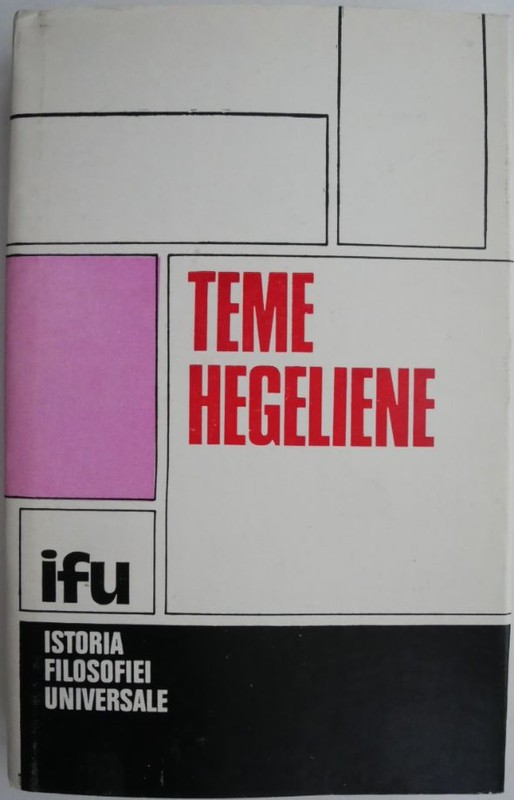 TEME
HEGELIENE
ifu
ISTORIA
FILOSOFIEI
UNIVERSALE